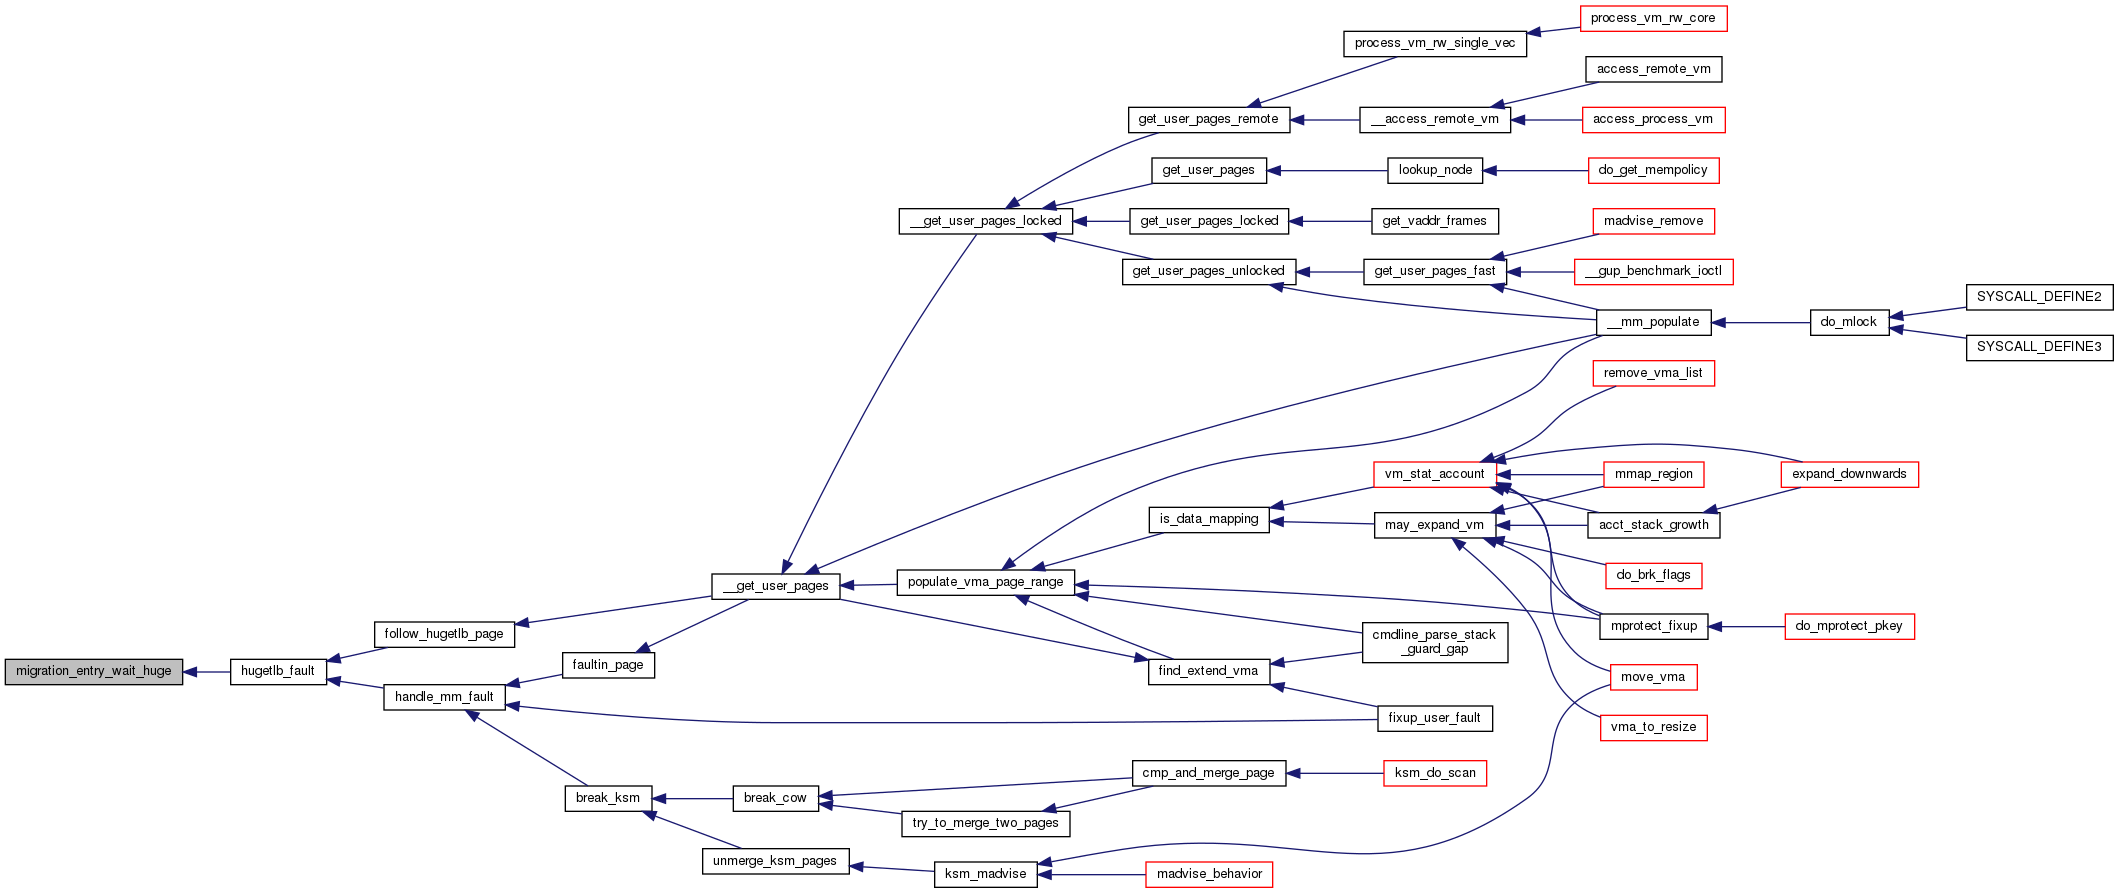 process_vm_rw_core
process_vm_rw_single_vec
access_remote_vm
get_user_pages_remote
__access_remote_vm
access_process_vm
get_user_pages
lookup_node
do_get_mempolicy
__get_user_pages_locked
get_user_pages_locked
get_vaddr_frames
madvise_remove
get_user_pages_unlocked
get_user_pages_fast
__gup_benchmark_ioctl
SYSCALL_DEFINE2
__mm_populate
do_mlock
SYSCALL_DEFINE3
remove_vma_list
vm_stat_account
mmap_region
expand_downwards
is_data_mapping
may_expand_vm
acct_stack_growth
__get_user_pages
populate_vma_page_range
do_brk_flags
follow_hugetlb_page
cmdline_parse_stack
_guard_gap
mprotect_fixup
do_mprotect_pkey
migration_entry_wait_huge
hugetlb_fault
faultin_page
find_extend_vma
move_vma
handle_mm_fault
fixup_user_fault
vma_to_resize
break_ksm
break_cow
cmp_and_merge_page
ksm_do_scan
try_to_merge_two_pages
unmerge_ksm_pages
ksm_madvise
madvise_behavior